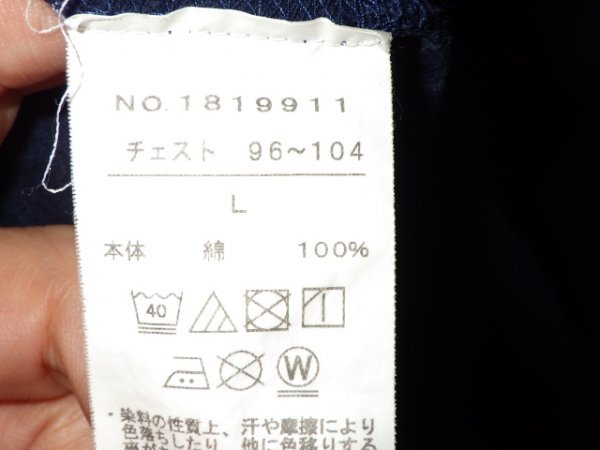 NO.1819911
チェスト 96〜104
L
本体 綿 100%
40
W
・染料の性質上、汗や摩擦により
色落ちしたり、他に色移りする